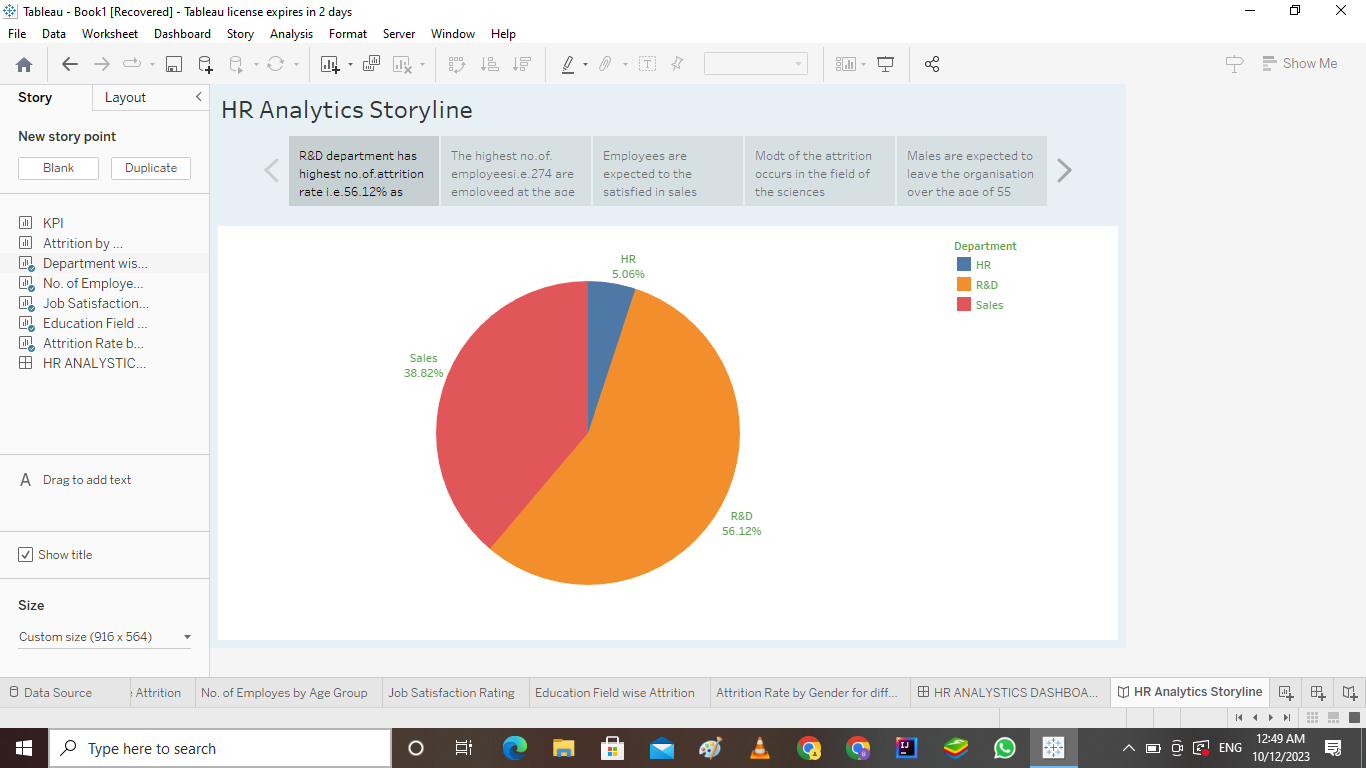 Tableau - Book1 [Recovered] - Tableau license expires in 2 days
File Data Worksheet Dashboard Story Analysis Format Server Window Help
Show Me
Story Layout
New story point
Blank Duplicate
KPI
Attrition by ...
Department wis...
No. of Employe...
Job Satisfaction...
Education Field ...
Attrition Rate b...
HR ANALYSTIC...
A Drag to add text
Show title
Size
Custom size (916 x 564)
HR Analytics Storyline
R&D department has
highest no.of.attrition
rate i.e.56.12% as
The highest no.of.
employeesi.e.274 are
employeed at the age
Employees are
expected to the
satisfied in sales
Modt of the attrition
occurs in the field of
the sciences
Males are expected to
leave the organisation
over the age of 55
HR
5.06%
Sales
38.82%
R&D
56.12%
Department
HR
R&D
Sales
Data Source Attrition No. of Employes by Age Group Job Satisfaction Rating Education Field wise Attrition Attrition Rate by Gender for diff... HR ANALYSTICS DASHBOA... HR Analytics Storyline
Type here to search
ENG
12:49 AM
10/12/2023